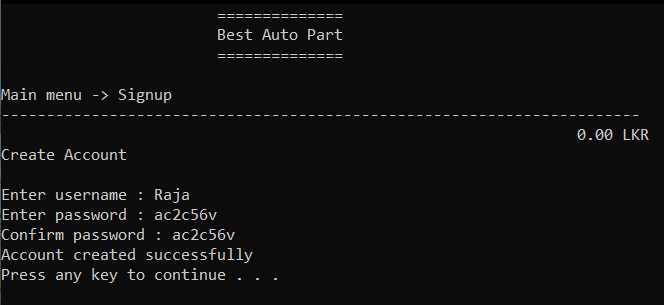 ==============
Best Auto Part
==============
Main menu -> Signup
-----------------------------------------------------------------------
0.00 LKR
Create Account
Enter username : Raja
Enter password : ac2c56v
Confirm password : ac2c56v
Account created successfully
Press any key to continue . . .